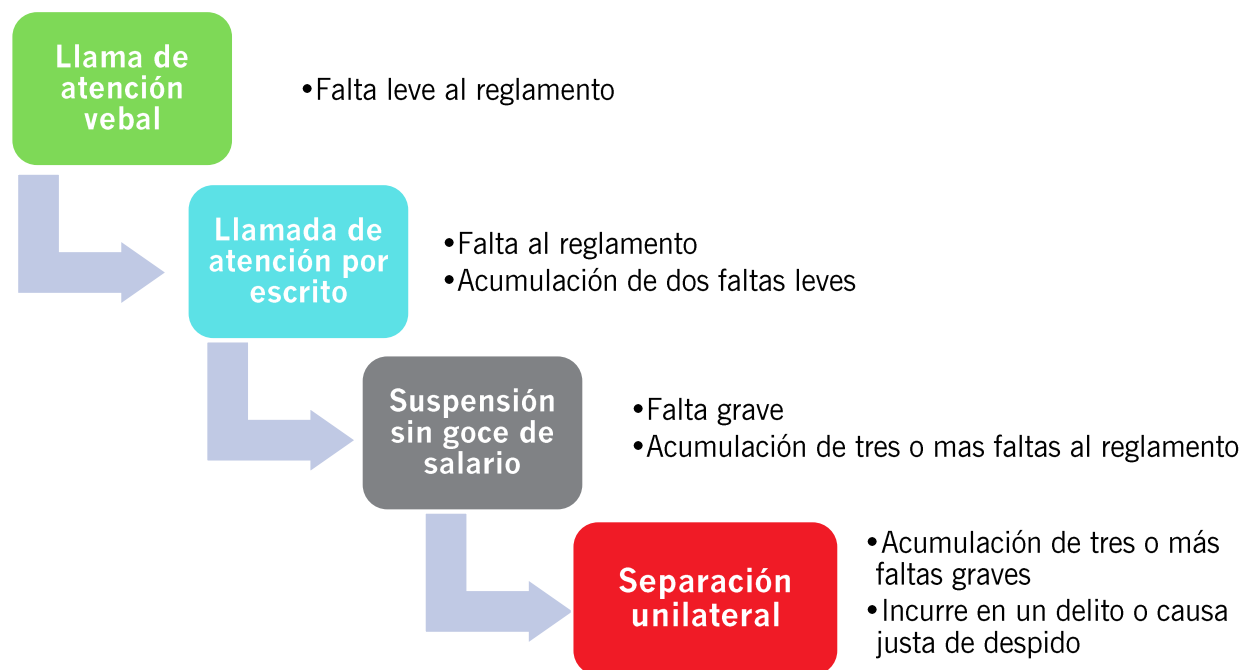 Llama de
atención
vebal
•Falta leve al reglamento
Llamada de
atención por
escrito
•Falta al reglamento
•Acumulación de dos faltas leves
Suspensión
sin goce de
salario
•Falta grave
•Acumulación de tres o mas faltas al reglamento
Separación
unilateral
•Acumulación de tres o más
faltas graves
•Incurre en un delito o causa
justa de despido